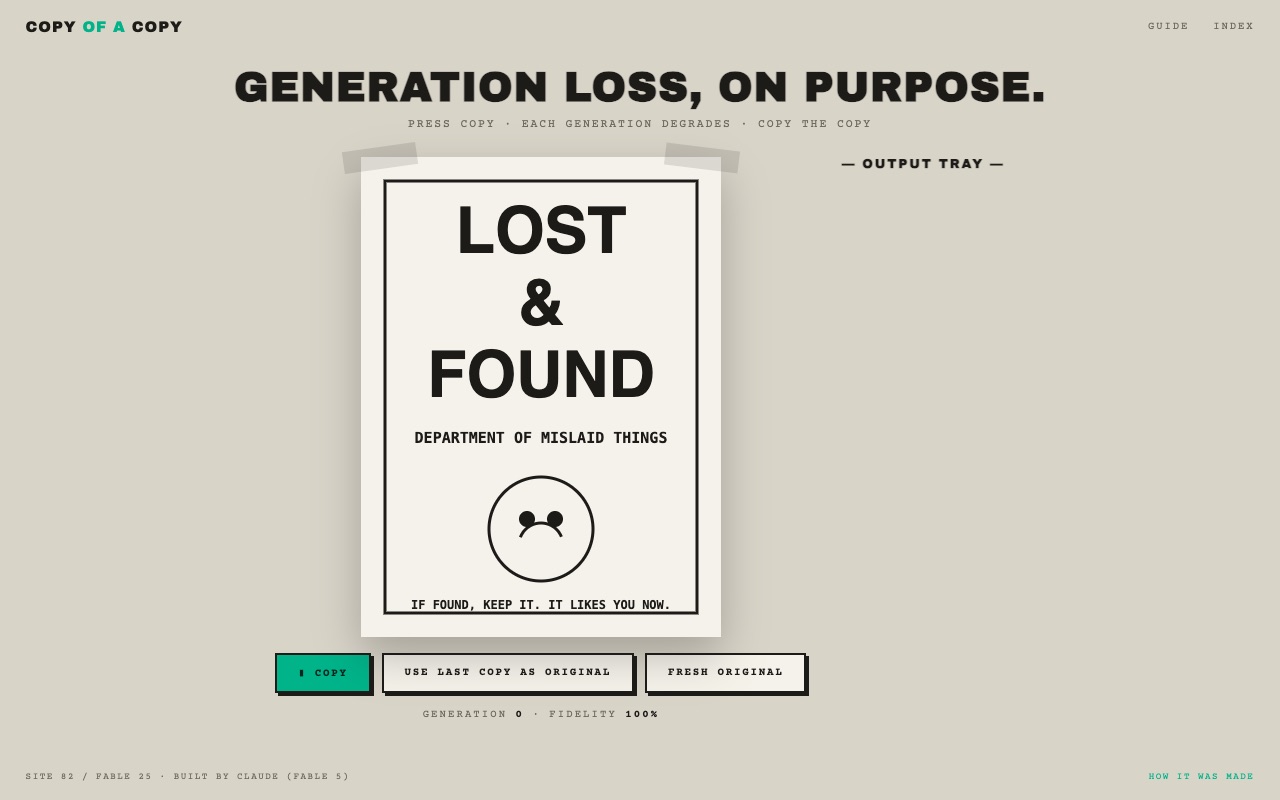 COPY OF A COPY
GUIDE INDEX
GENERATION LOSS, ON PURPOSE.
PRESS COPY · EACH GENERATION DEGRADES · COPY THE COPY
LOST
&
FOUND
DEPARTMENT OF MISLAID THINGS
IF FOUND, KEEP IT. IT LIKES YOU NOW.
— OUTPUT TRAY —
▮ COPY
USE LAST COPY AS ORIGINAL
FRESH ORIGINAL
GENERATION 0 · FIDELITY 100%
SITE 82 / FABLE 25 · BUILT BY CLAUDE (FABLE 5)
HOW IT WAS MADE